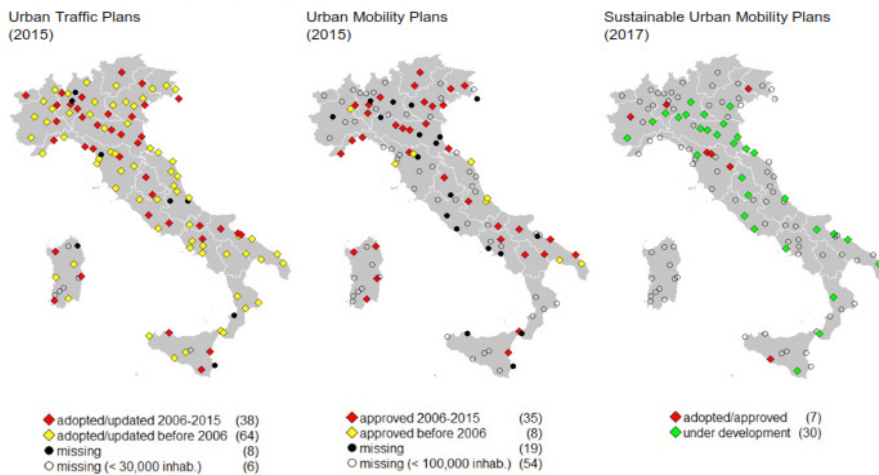 Urban Traffic Plans
(2015)
Urban Mobility Plans
(2015)
Sustainable Urban Mobility Plans
(2017)
adopted/updated 2006-2015 (38)
adopted/updated before 2006 (64)
missing (8)
missing (< 30,000 inhab.) (6)
approved 2006-2015 (35)
approved before 2006 (8)
missing (19)
missing (< 100,000 inhab.) (54)
adopted/approved (7)
under development (30)